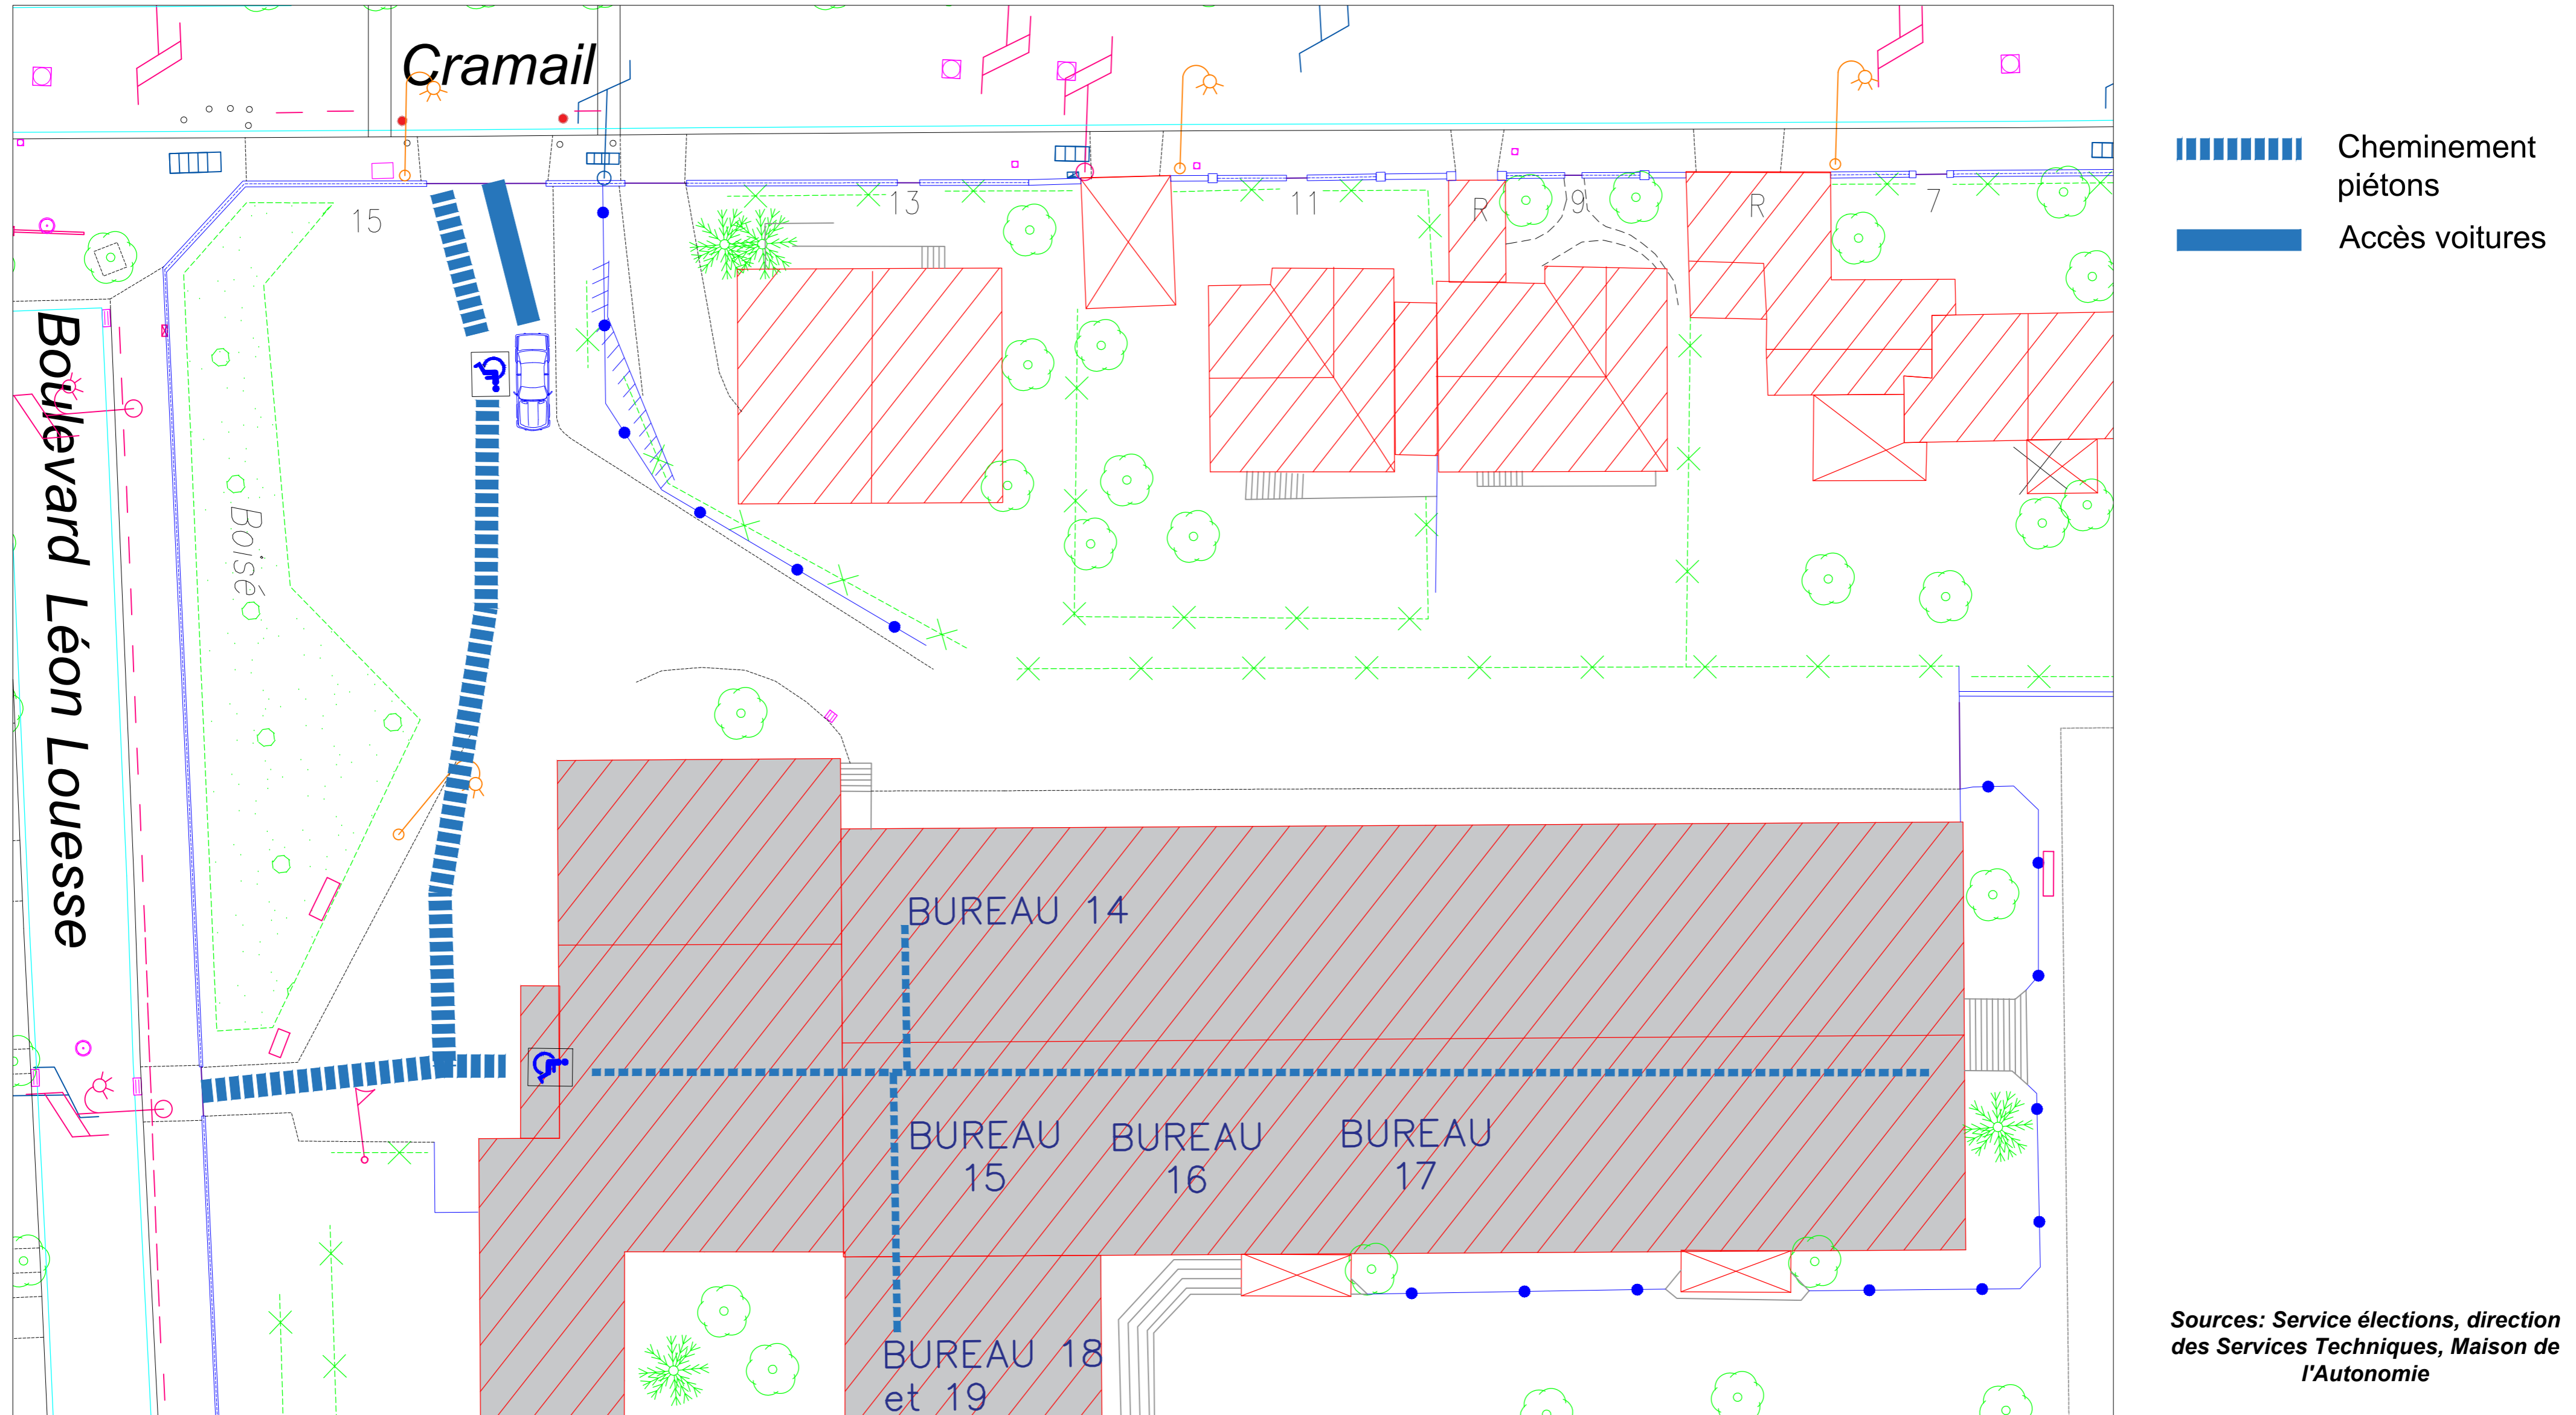 Cramail
15
13
11
R
9
R
7
Boulevard Léon Louesse
Boisé
BUREAU 14
BUREAU
15
BUREAU
16
BUREAU
17
BUREAU 18
et 19
Cheminement
piétons
Accès voitures
Sources: Service élections, direction
des Services Techniques, Maison de
l'Autonomie